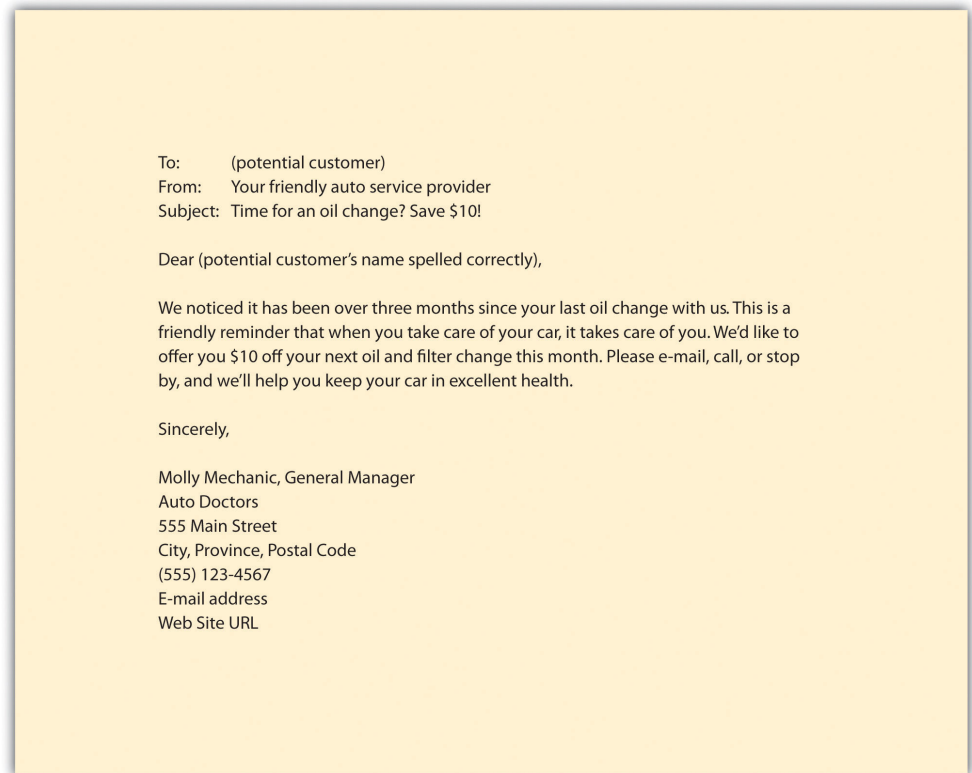 To: (potential customer)
From: Your friendly auto service provider
Subject: Time for an oil change? Save $10!
Dear (potential customer’s name spelled correctly),
We noticed it has been over three months since your last oil change with us. This is a
friendly reminder that when you take care of your car, it takes care of you. We’d like to
offer you $10 off your next oil and filter change this month. Please e-mail, call, or stop
by, and we’ll help you keep your car in excellent health.
Sincerely,
Molly Mechanic, General Manager
Auto Doctors
555 Main Street
City, Province, Postal Code
(555) 123-4567
E-mail address
Web Site URL